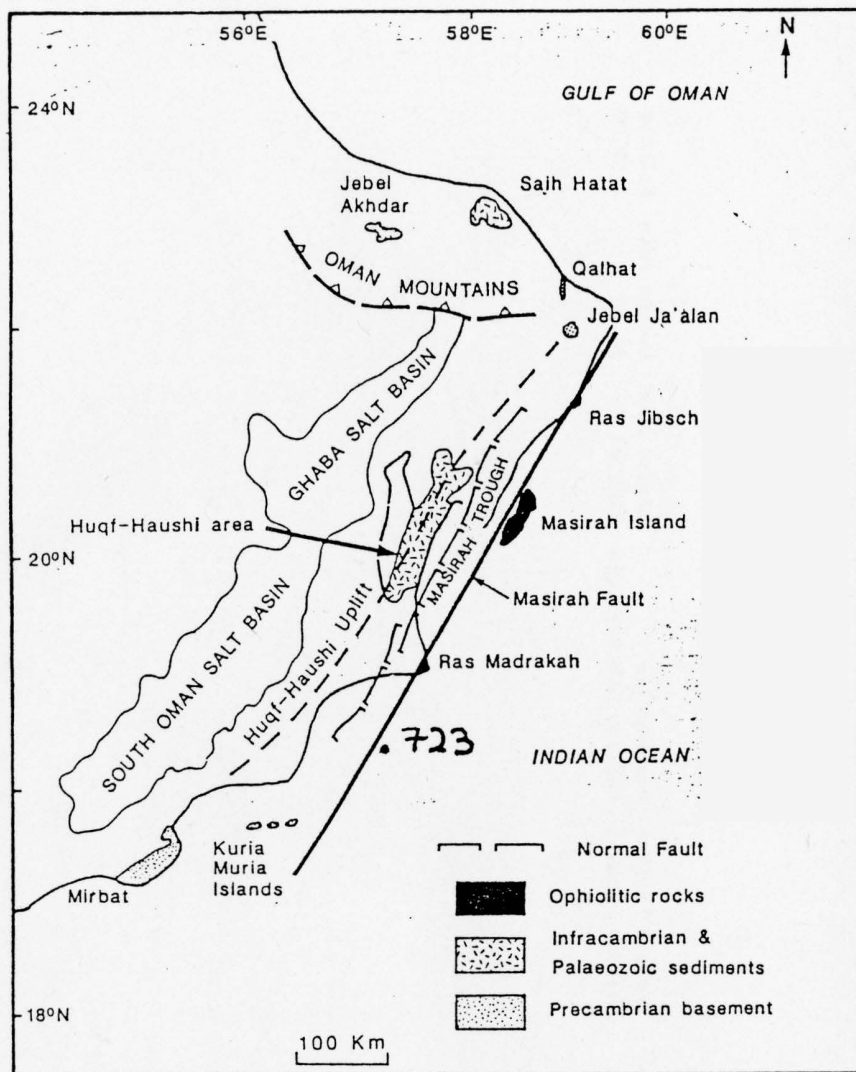 56°E 58°E 60°E
N
GULF OF OMAN
24°N
Jebel
Akhdar
Saih Hatat
OMAN
MOUNTAINS
Qalhat
Jebel Ja'alan
GHABA SALT BASIN
Ras Jibsch
MASIRAH TROUGH
Huqf-Haushi area
Masirah Island
20°N
Masirah Fault
SOUTH OMAN SALT BASIN
Huqf-Haushi Uplift
Ras Madrakah
.723
INDIAN OCEAN
Kuria
Muria
Islands
Mirbat
Normal Fault
Ophiolitic rocks
Infracambrian &
Palaeozoic sediments
Precambrian basement
18°N
100 Km